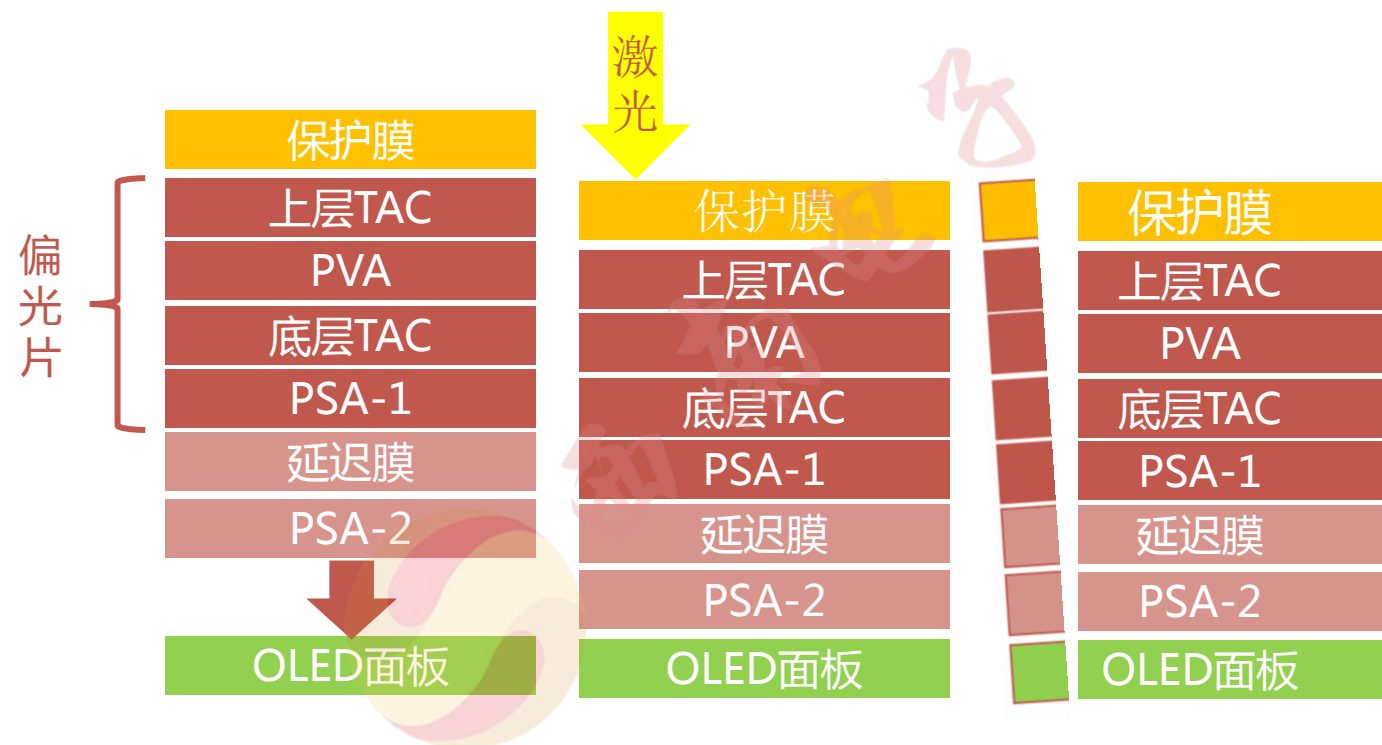 偏光片
保护膜
上层TAC
PVA
底层TAC
PSA-1
延迟膜
PSA-2
OLED面板
激光
保护膜
上层TAC
PVA
底层TAC
PSA-1
延迟膜
PSA-2
OLED面板
保护膜
上层TAC
PVA
底层TAC
PSA-1
延迟膜
PSA-2
OLED面板